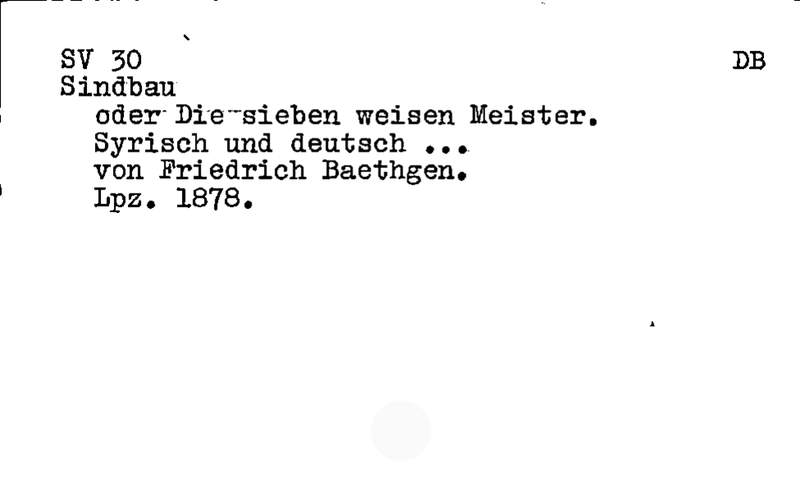 SV 30 DB
Sindbau
oder Die sieben weisen Meister.
Syrisch und deutsch ...
von Friedrich Baethgen.
Lpz. 1878.